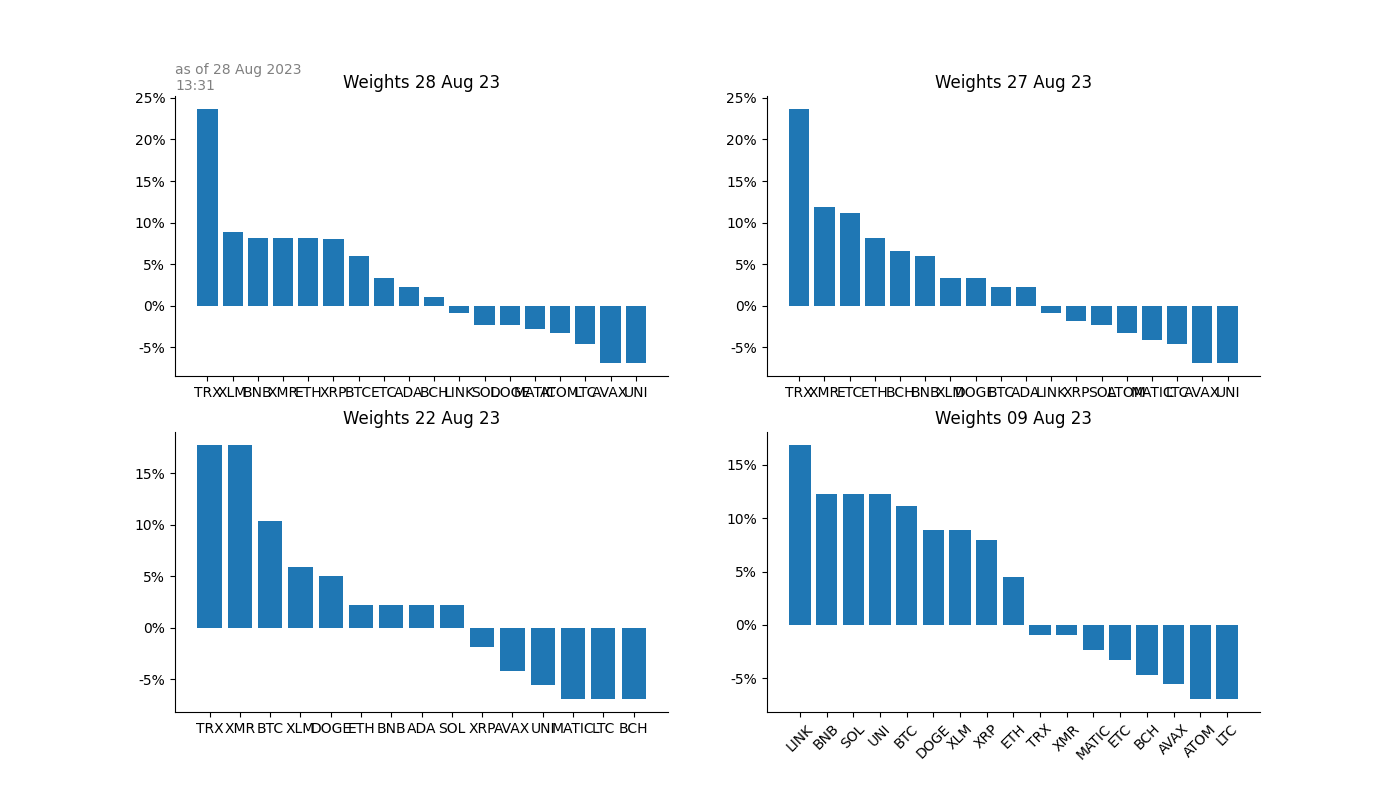 as of 28 Aug 2023
13:31
Weights 28 Aug 23
25%
20%
15%
10%
5%
0%
-5%
TRX XLM BNB XMR ETH XRP BTC ETC ADA BCH LINK SOL DOGE MATIC ATOM LTC AVAX UNI
Weights 27 Aug 23
25%
20%
15%
10%
5%
0%
-5%
TRX XMR ETC ETH BCH BNB XLM DOGE BTC ADA LINK XRP SOL ATOM MATIC LTC AVAX UNI
Weights 22 Aug 23
15%
10%
5%
0%
-5%
TRX XMR BTC XLM DOGE ETH BNB ADA SOL XRP AVAX UNI MATIC LTC BCH
Weights 09 Aug 23
15%
10%
5%
0%
-5%
LINK BNB SOL UNI BTC DOGE XLM XRP ETH TRX XMR MATIC ETC BCH AVAX ATOM LTC